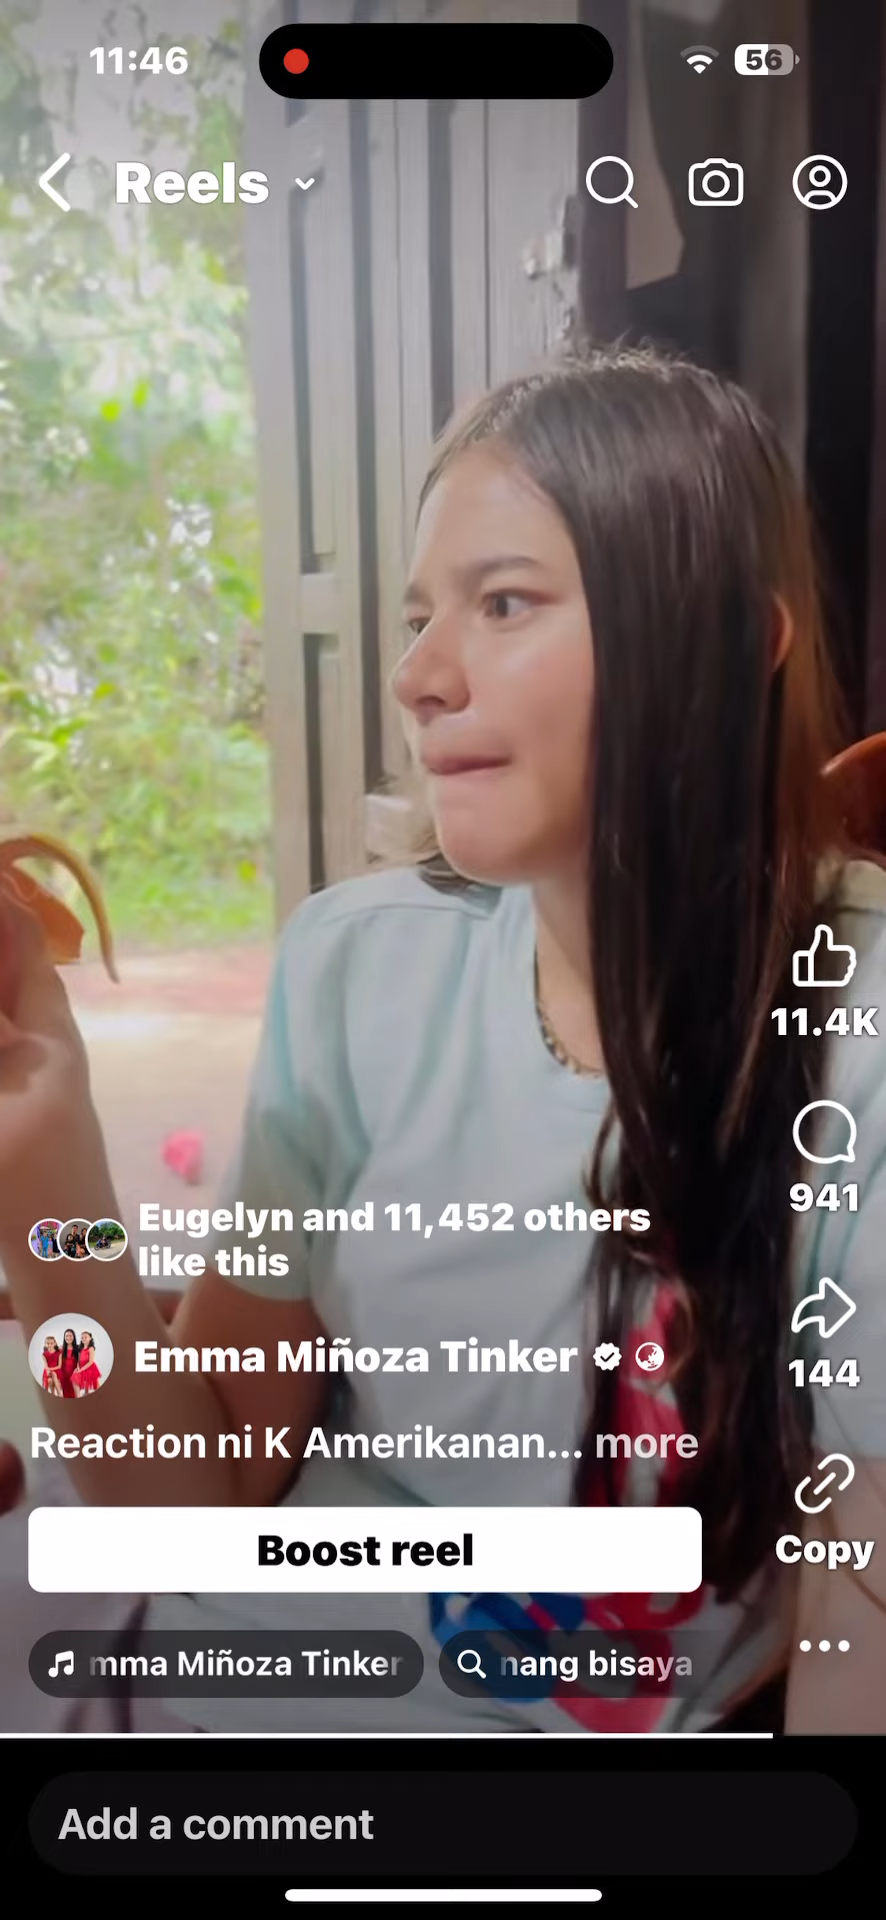 11:46
56
Reels
11.4K
941
144
Copy
Eugelyn and 11,452 others
like this
Emma Miñoza Tinker
Reaction ni K Amerikanan... more
Boost reel
mma Miñoza Tinker
nang bisaya
Add a comment